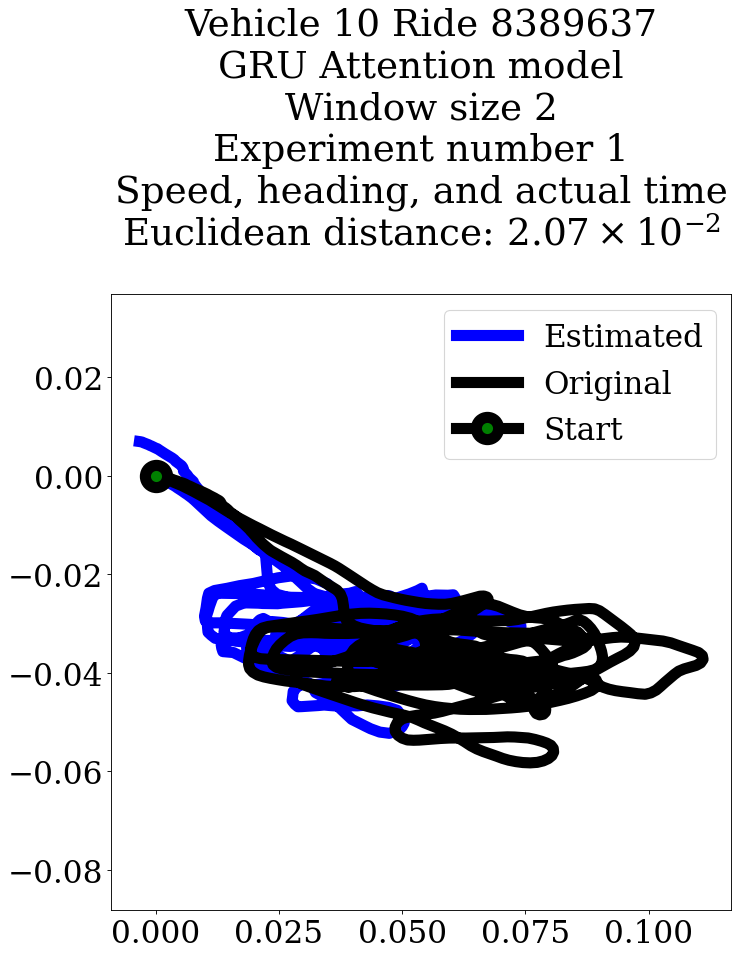 Vehicle 10 Ride 8389637
GRU Attention model
Window size 2
Experiment number 1
Speed, heading, and actual time
Euclidean distance: 2.07 × 10⁻²
Estimated
Original
Start
0.02
0.00
−0.02
−0.04
−0.06
−0.08
0.000 0.025 0.050 0.075 0.100